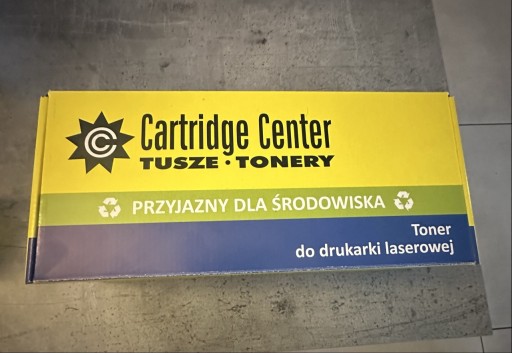 Cartridge Center
TUSZE · TONERY
PRZYJAZNY DLA ŚRODOWISKA
Toner
do drukarki laserowej